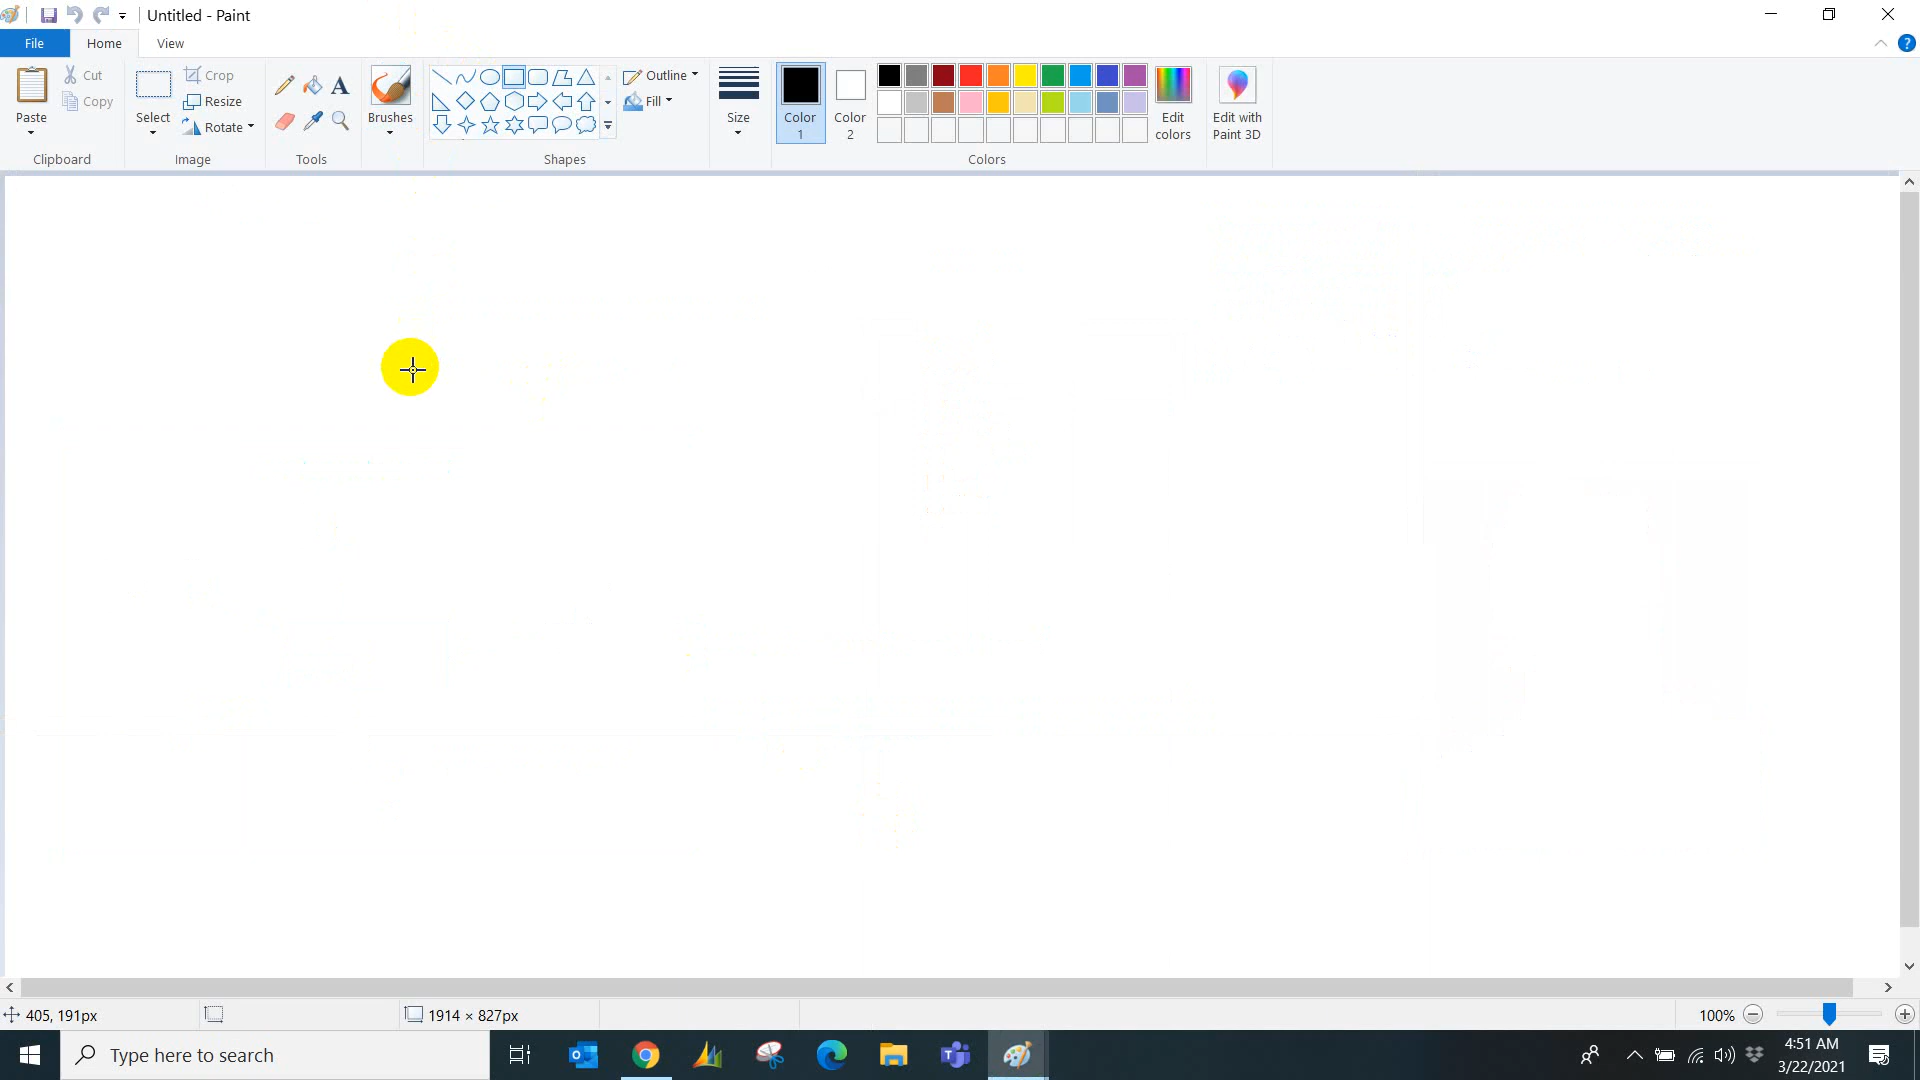 Untitled - Paint
File
Home
View
Paste
Cut
Copy
Clipboard
Select
Crop
Resize
Rotate
Image
A
Tools
Brushes
Outline
Fill
Shapes
Size
Color
1
Color
2
Edit
colors
Colors
Edit with
Paint 3D
?
405, 191px
1914 × 827px
100%
Type here to search
4:51 AM
3/22/2021